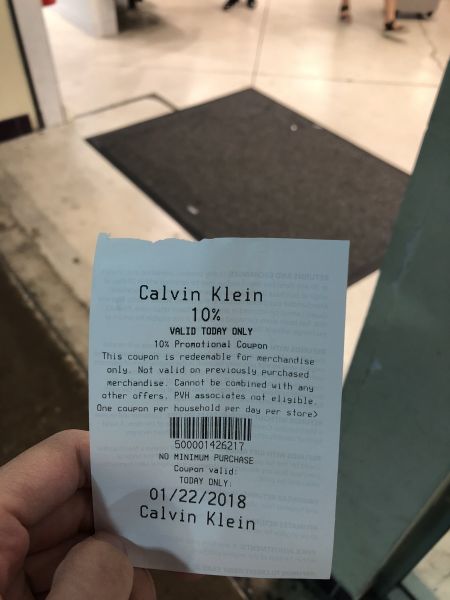 Calvin Klein
10%
VALID TODAY ONLY
10% Promotional Coupon
This coupon is redeemable for merchandise
only. Not valid on previously purchased
merchandise. Cannot be combined with any
other offers. PVH associates not eligible.
One coupon per household per day per store>
500001426217
NO MINIMUM PURCHASE
Coupon valid:
TODAY ONLY:
01/22/2018
Calvin Klein